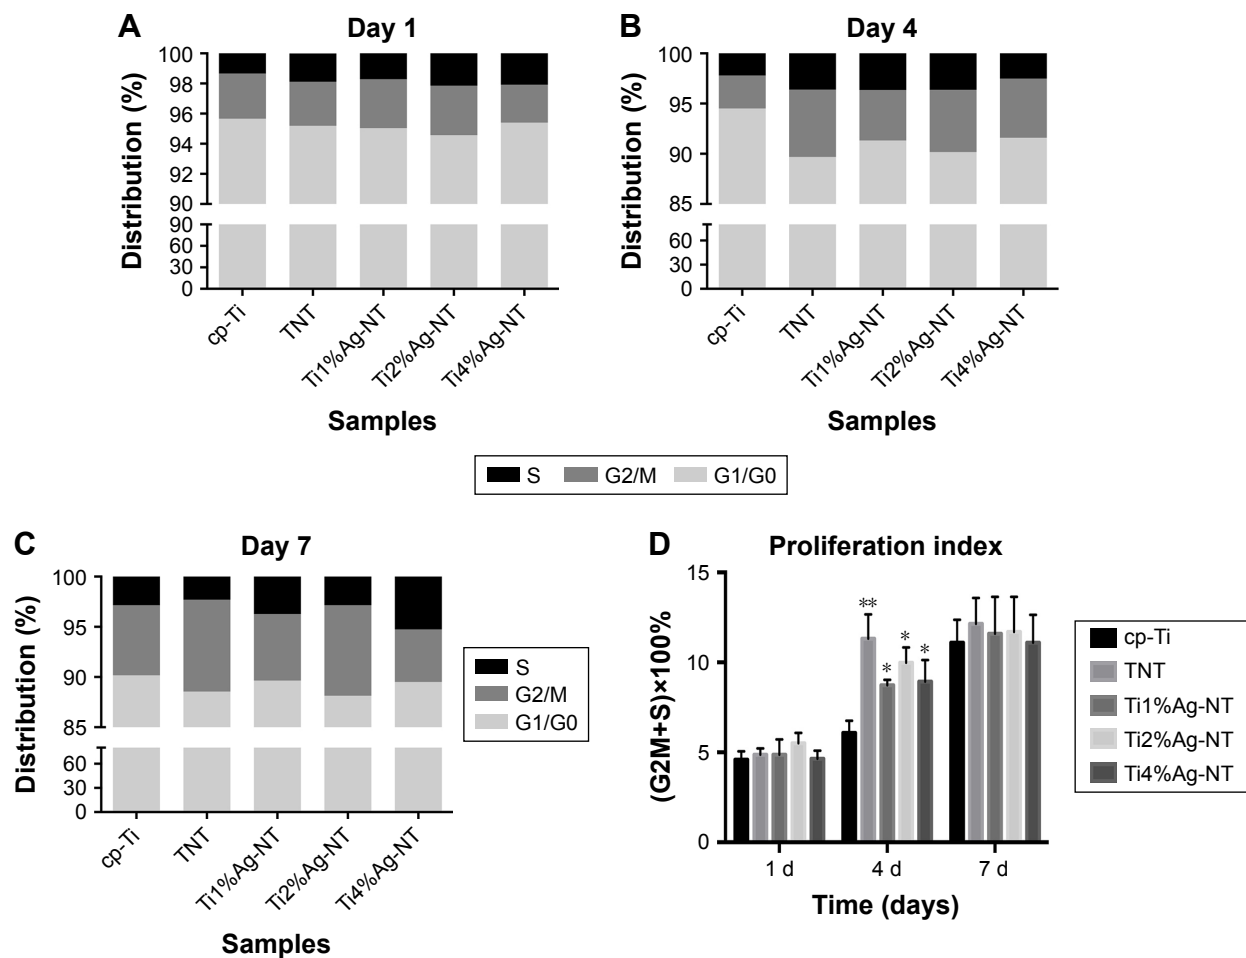 A
Day 1
Distribution (%)
100
98
96
94
92
90
90
60
30
0
cp-Ti
TNT
Ti1%Ag-NT
Ti2%Ag-NT
Ti4%Ag-NT
Samples
B
Day 4
Distribution (%)
100
95
90
85
60
30
0
cp-Ti
TNT
Ti1%Ag-NT
Ti2%Ag-NT
Ti4%Ag-NT
Samples
S G2/M G1/G0
C
Day 7
Distribution (%)
100
95
90
85
60
30
0
cp-Ti
TNT
Ti1%Ag-NT
Ti2%Ag-NT
Ti4%Ag-NT
Samples
S
G2/M
G1/G0
D
Proliferation index
(G2M+S)×100%
15
10
5
0
**
*
*
*
1 d 4 d 7 d
Time (days)
cp-Ti
TNT
Ti1%Ag-NT
Ti2%Ag-NT
Ti4%Ag-NT